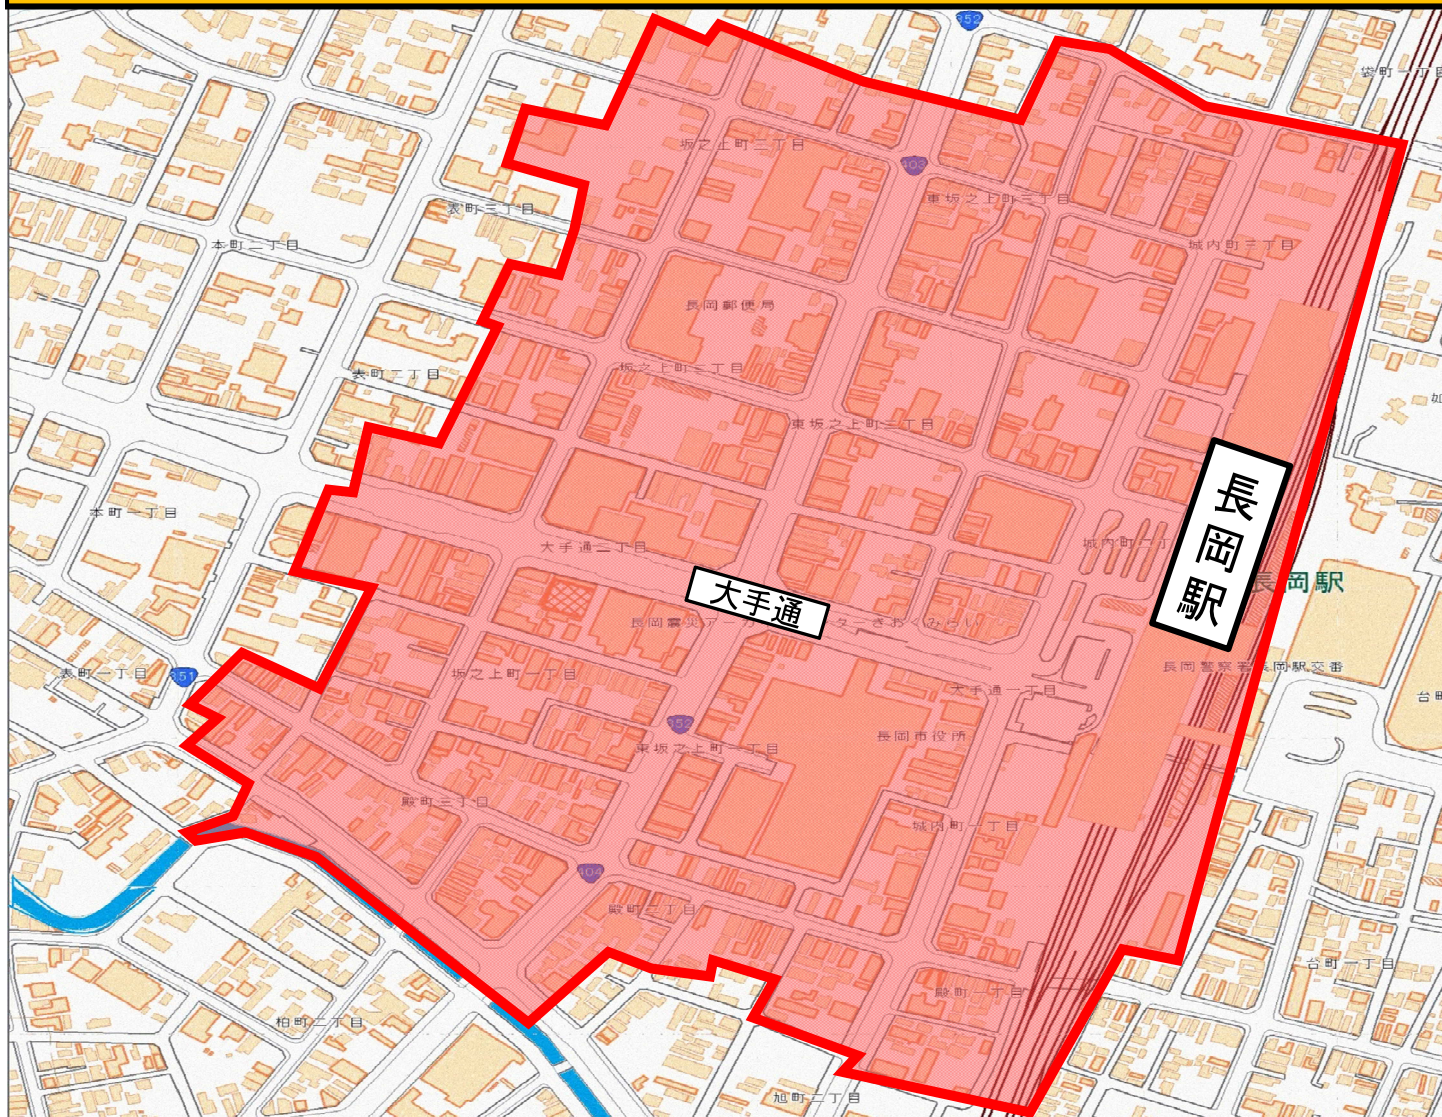 352
袋町一丁目
坂之上町三丁目
403
東坂之上町三丁目
表町三丁目
本町二丁目
城内町三丁目
長岡郵便局
坂之上町二丁目
表町二丁目
東坂之上町二丁目
長岡駅
本町一丁目
大手通二丁目
城内町二丁
長岡駅
大手通
長岡震災アー
ターきおくみらい
表町一丁目
351
坂之上町一丁目
長岡警察署長岡駅交番
大手通一丁目
台町
352
長岡市役所
東坂之上町一丁目
殿町三丁目
城内町一丁目
404
殿町二丁目
台町一丁目
殿町一丁目
柏町二丁目
旭町二丁目